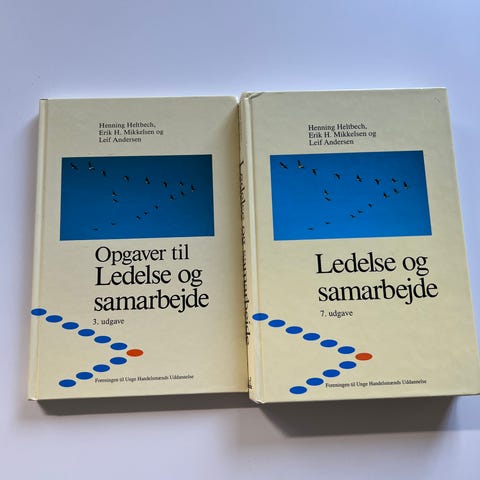 Henning Heltbech,
Erik H. Mikkelsen og
Leif Andersen
Opgaver til
Ledelse og
samarbejde
3. udgave
Foreningen til Unge Handelsmænds Uddannelse
Ledelse og samarbejde
Henning Heltbech,
Erik H. Mikkelsen og
Leif Andersen
Ledelse og
samarbejde
7. udgave
Foreningen til Unge Handelsmænds Uddannelse